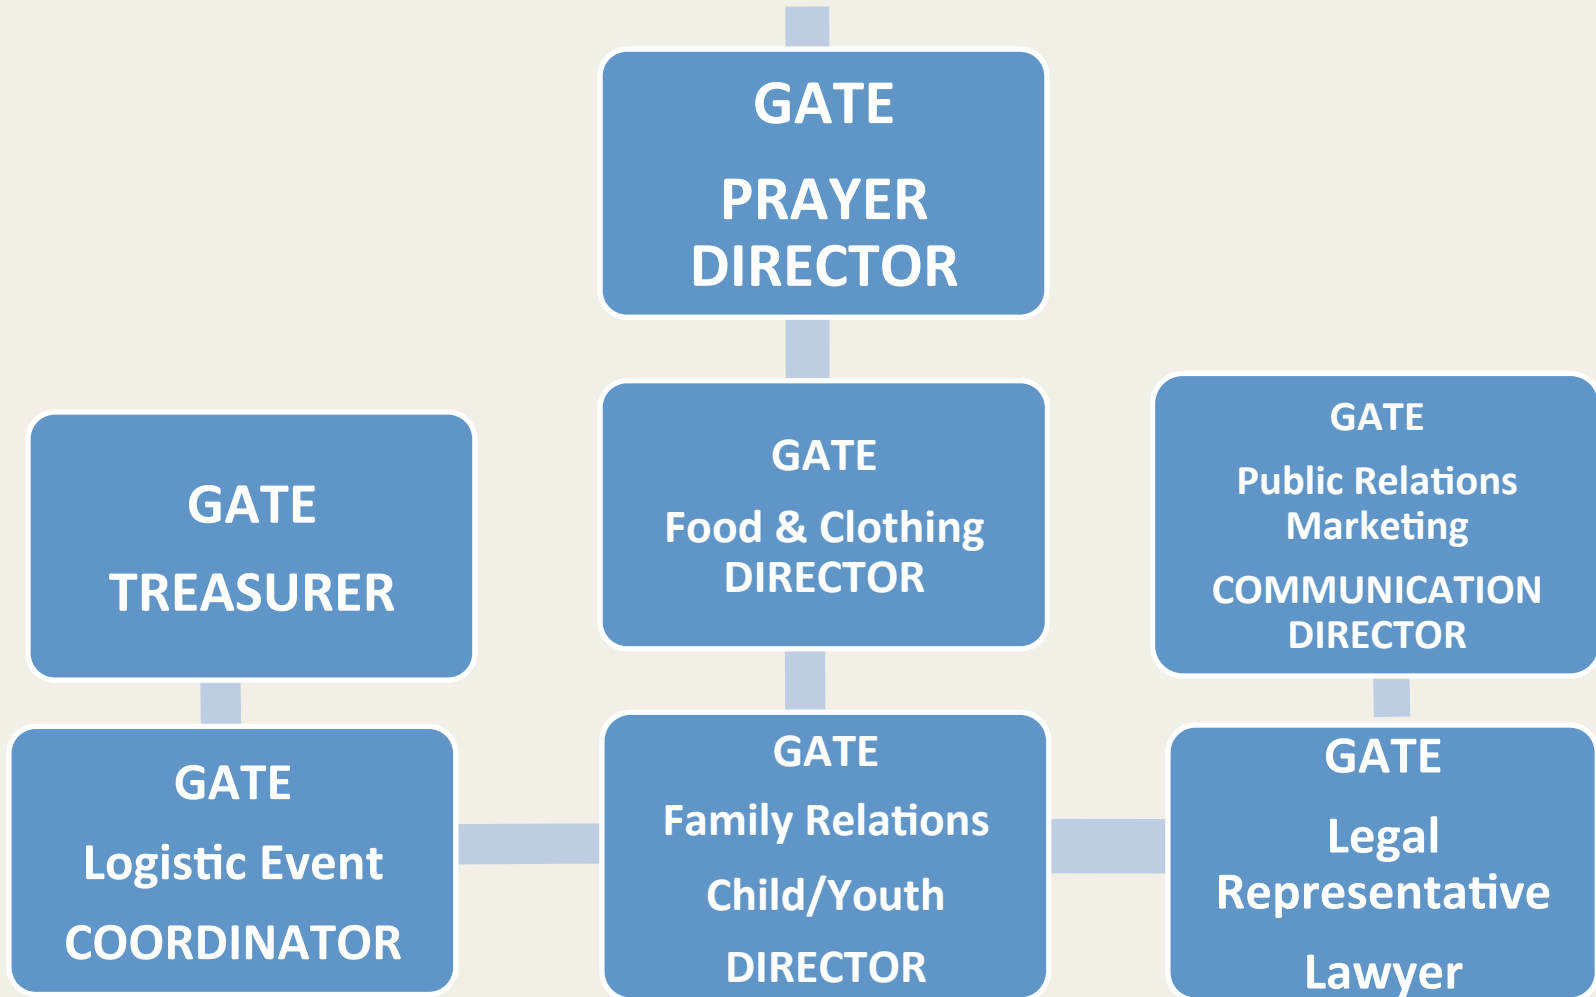 GATE
PRAYER
DIRECTOR
GATE
TREASURER
GATE
Food & Clothing
DIRECTOR
GATE
Public Relations
Marketing
COMMUNICATION
DIRECTOR
GATE
Logistic Event
COORDINATOR
GATE
Family Relations
Child/Youth
DIRECTOR
GATE
Legal
Representative
Lawyer